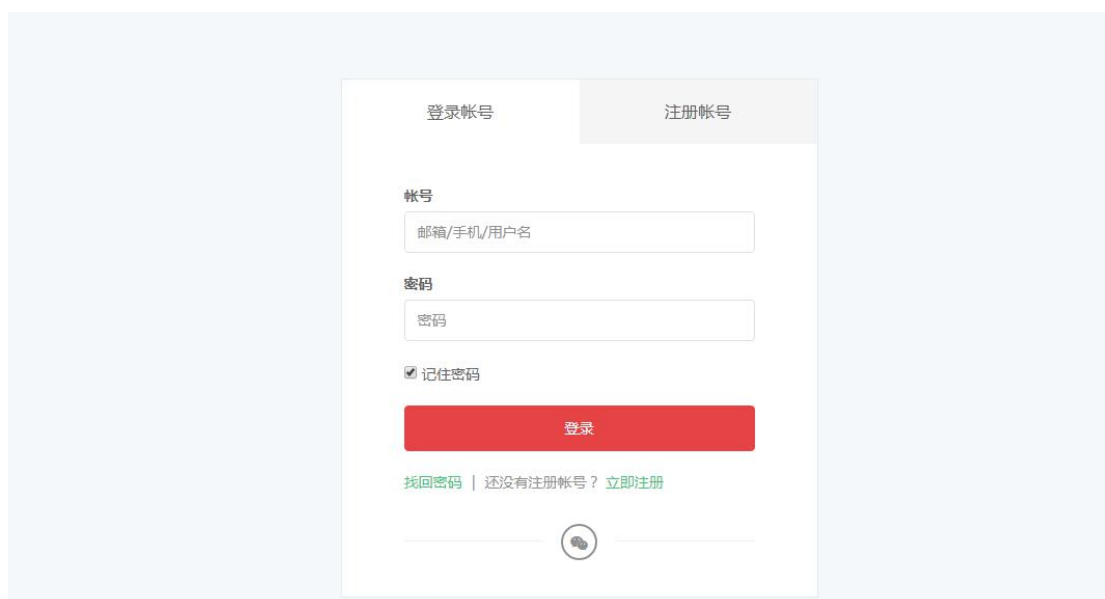 登录帐号 注册帐号
帐号
邮箱/手机/用户名
密码
密码
记住密码
登录
找回密码 | 还没有注册帐号？ 立即注册